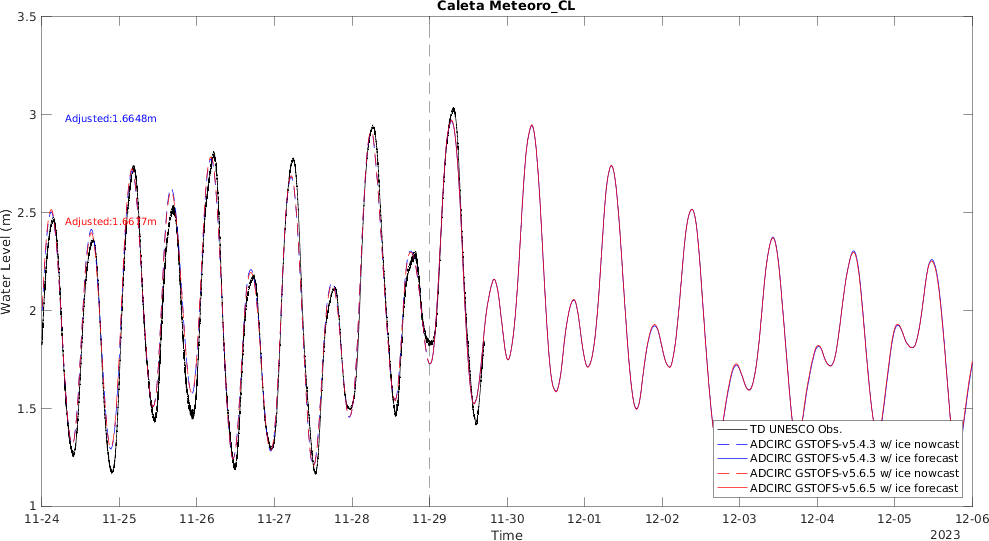 Caleta Meteoro_CL
3.5
3
2.5
2
1.5
1
Water Level (m)
Adjusted:1.6648m
Adjusted:1.6617m
TD UNESCO Obs.
ADCIRC GSTOFS-v5.4.3 w/ ice nowcast
ADCIRC GSTOFS-v5.4.3 w/ ice forecast
ADCIRC GSTOFS-v5.6.5 w/ ice nowcast
ADCIRC GSTOFS-v5.6.5 w/ ice forecast
11-24 11-25 11-26 11-27 11-28 11-29 11-30 12-01 12-02 12-03 12-04 12-05 12-06
Time
2023